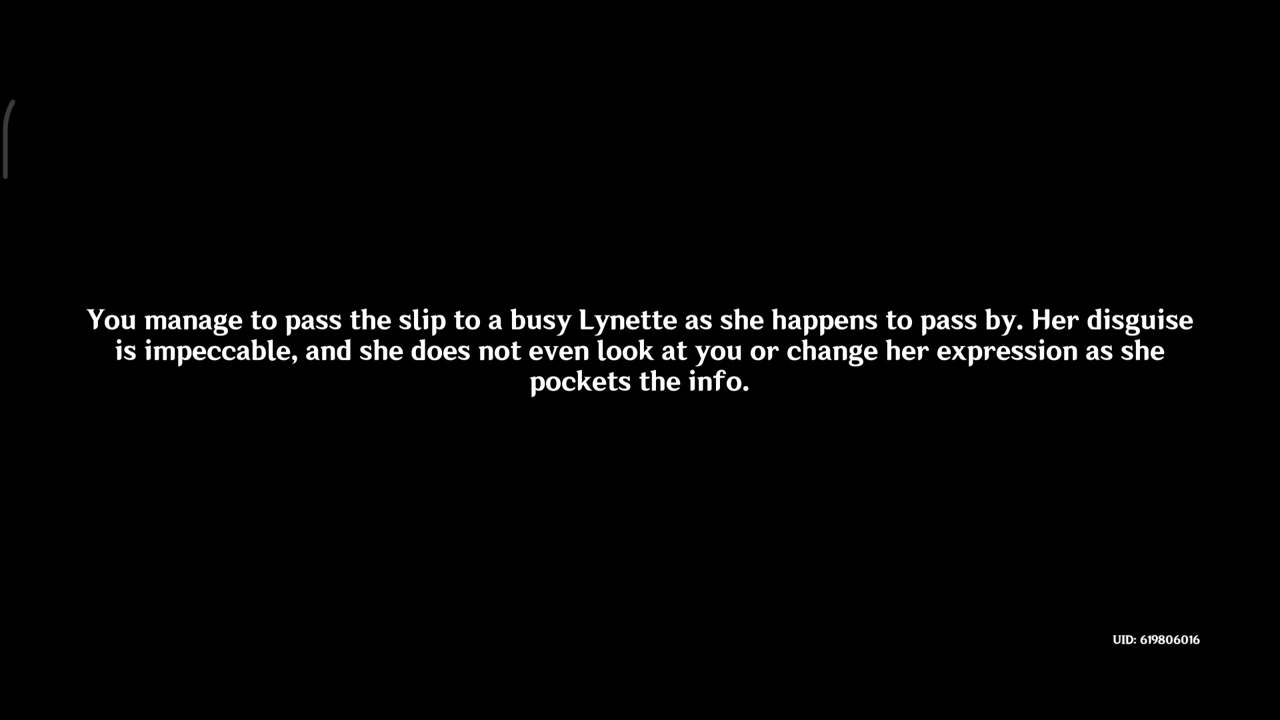 You manage to pass the slip to a busy Lynette as she happens to pass by. Her disguise
is impeccable, and she does not even look at you or change her expression as she
pockets the info.
UID: 619806016